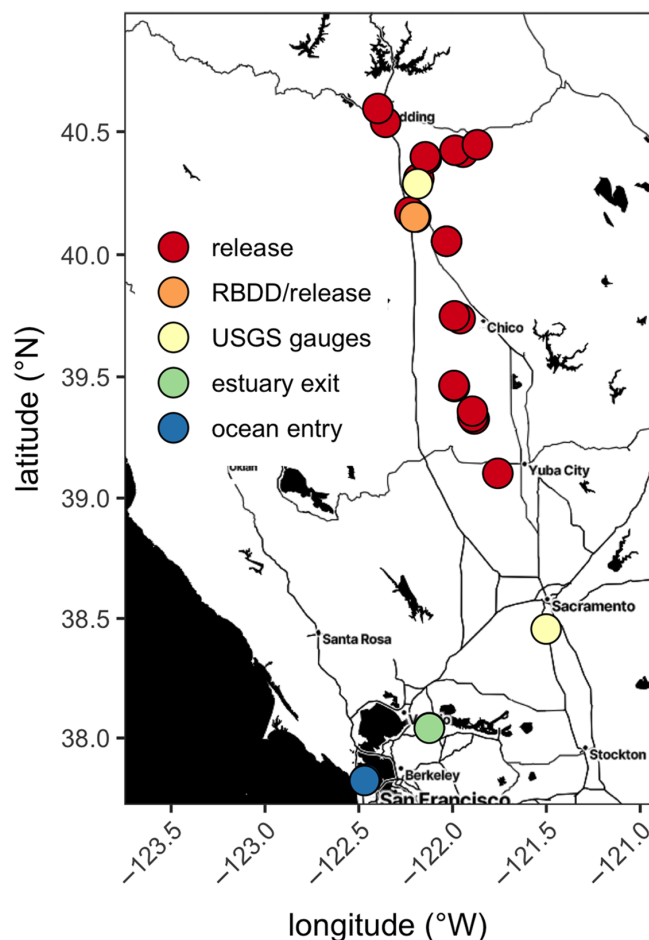 dding
40.5
40.0
39.5
39.0
38.5
38.0
latitude (°N)
release
RBDD/release
USGS gauges
estuary exit
ocean entry
Chico
Yuba City
Sacramento
Santa Rosa
Stockton
Berkeley
San Francisco
−123.5
−123.0
−122.5
−122.0
−121.5
−121.0
longitude (°W)